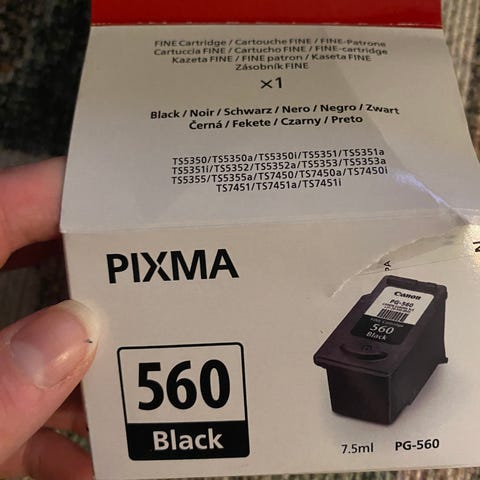 FINE Cartridge / Cartouche FINE / FINE-Patrone
Cartuccia FINE / Cartucho FINE / FINE-cartridge
Kazeta FINE / FINE patron / Kaseta FINE
Zásobník FINE
x1
Black / Noir / Schwarz / Nero / Negro / Zwart
Černá / Fekete / Czarny / Preto
TS5350/TS5350a/TS5350i/TS5351/TS5351a
TS5351i/TS5352/TS5352a/TS5353/TS5353a
TS5355/TS5355a/TS7450/TS7450a/TS7450i
TS7451/TS7451a/TS7451i
PIXMA
Canon
PG-560
FINE Cartridge
560
Black
560
Black
7.5ml PG-560